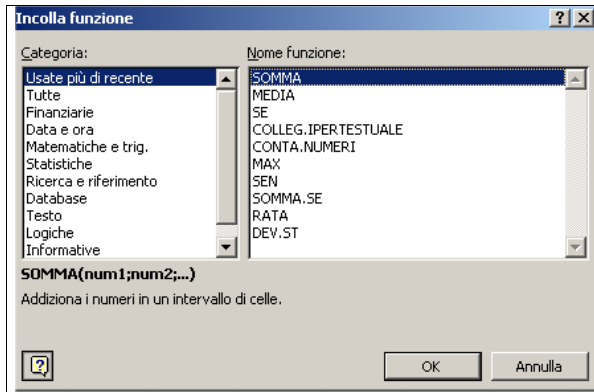 Incolla funzione
Categoria:
Nome funzione:
Usate più di recente
Tutte
Finanziarie
Data e ora
Matematiche e trig.
Statistiche
Ricerca e riferimento
Database
Testo
Logiche
Informative
SOMMA
MEDIA
SE
COLLEG.IPERTESTUALE
CONTA.NUMERI
MAX
SEN
SOMMA.SE
RATA
DEV.ST
SOMMA(num1;num2;...)
Addiziona i numeri in un intervallo di celle.
OK
Annulla